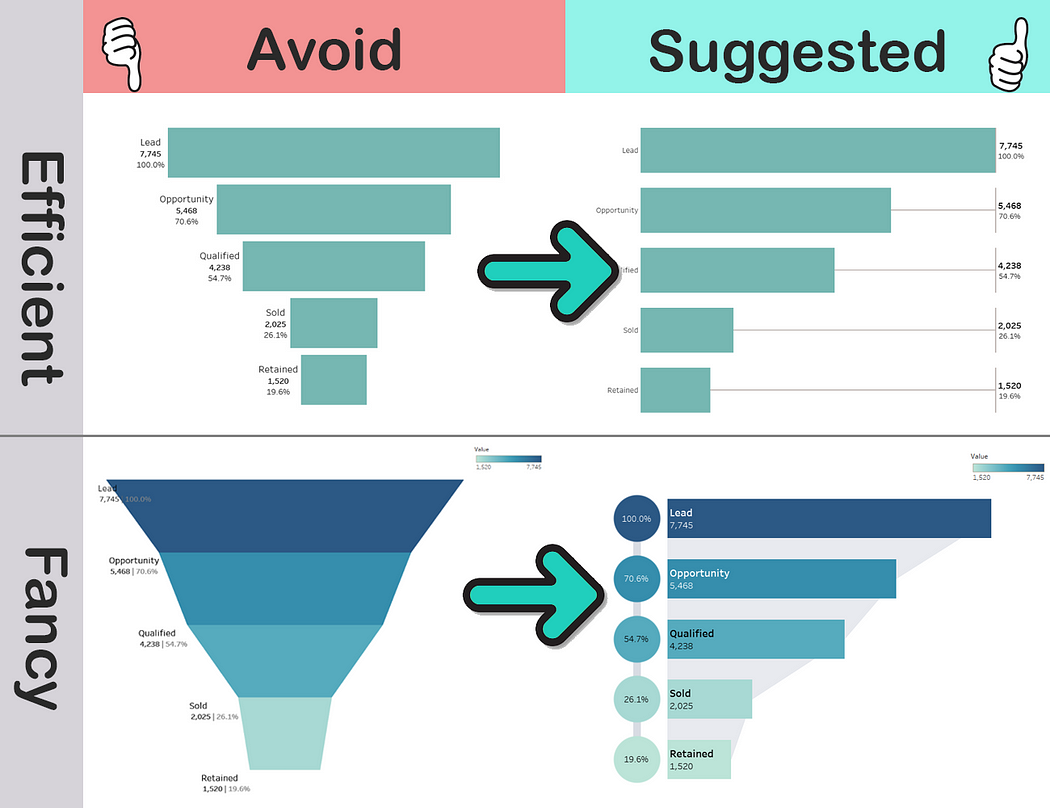 Avoid
Suggested
Efficient
Lead
7,745
100.0%
Opportunity
5,468
70.6%
Qualified
4,238
54.7%
Sold
2,025
26.1%
Retained
1,520
19.6%
Lead
7,745
100.0%
Opportunity
5,468
70.6%
ified
4,238
54.7%
Sold
2,025
26.1%
Retained
1,520
19.6%
Fancy
Value
1,520 7,745
Lead
7,745 | 100.0%
Opportunity
5,468 | 70.6%
Qualified
4,238 | 54.7%
Sold
2,025 | 26.1%
Retained
1,520 | 19.6%
Value
1,520 7,745
100.0%
Lead
7,745
70.6%
Opportunity
5,468
54.7%
Qualified
4,238
26.1%
Sold
2,025
19.6%
Retained
1,520